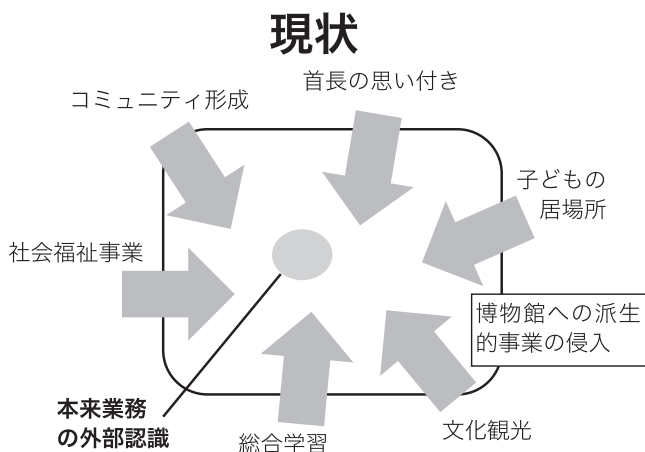 現状
首長の思い付き
コミュニティ形成
子どもの
居場所
社会福祉事業
博物館への派生
的事業の侵入
本来業務
の外部認識
総合学習
文化観光